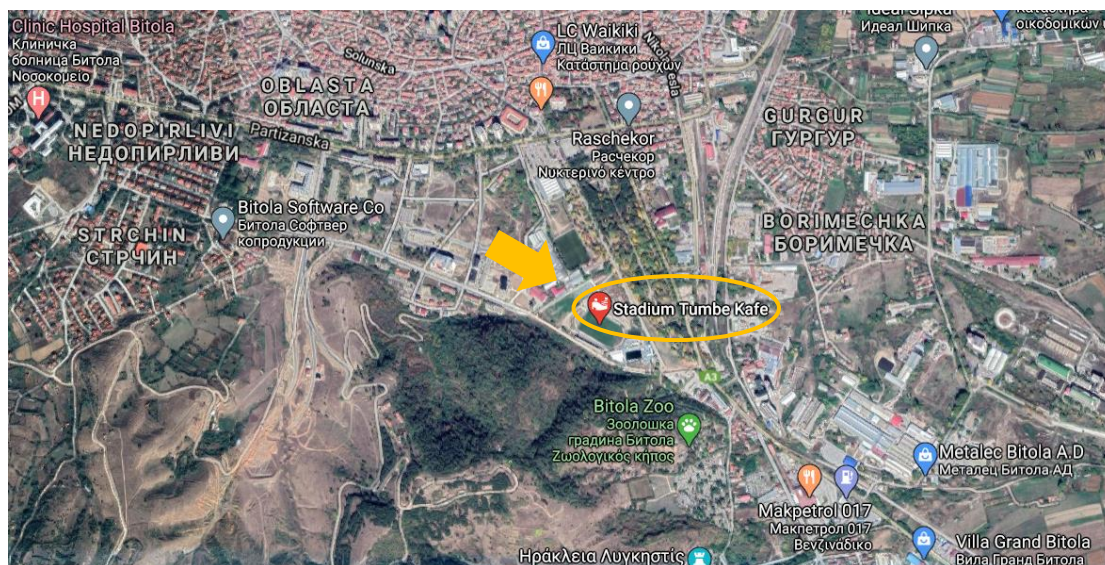 Clinic Hospital Bitola
Клиничка
болница Битола
Νοσοκομείο
Solunska
OBLASTA
ОБЛАСТА
LC Waikiki
ЛЦ Ваикики
Κατάστημα ρούχων
Идеал Шипка
οικοδομικών
NEDOPIRLIVI
НЕДОПИРЛИВИ
Partizanska
Raschekor
Расчекор
Νυκτερινό κέντρο
GURGUR
ГУРГУР
Bitola Software Co
Битола Софтвер
копродукции
STRCHIN
СТРЧИН
BORIMECHKA
БОРИМЕЧКА
Stadium Tumbe Kafe
A3
Bitola Zoo
Зоолошка
градина Битола
Ζωολογικός κήπος
Metalec Bitola A.D
Металец Битола АД
Makpetrol 017
Макпетрол 017
Βενζινάδικο
Ηράκλεια Λυγκηστίς
Villa Grand Bitola
Вила Гранд Битола